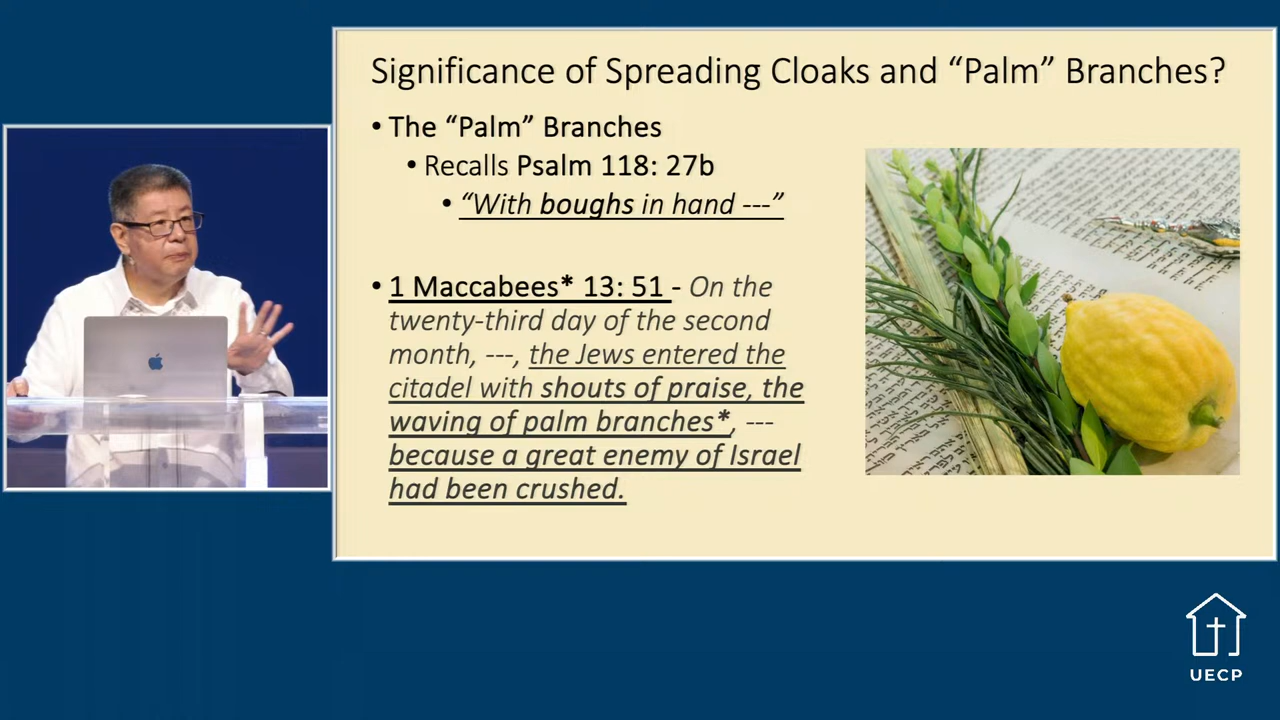 Significance of Spreading Cloaks and “Palm” Branches?
• The “Palm” Branches
• Recalls Psalm 118: 27b
• “With boughs in hand ---”
• 1 Maccabees* 13: 51 - On the
twenty-third day of the second
month, ---, the Jews entered the
citadel with shouts of praise, the
waving of palm branches*, ---
because a great enemy of Israel
had been crushed.
UECP